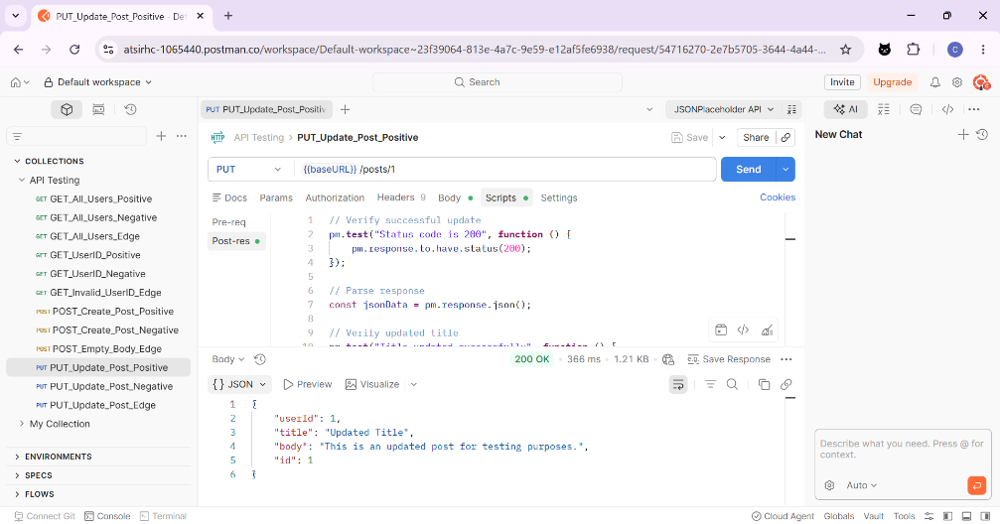 PUT_Update_Post_Positive - Def
atsirhc-1065440.postman.co/workspace/Default-workspace~23f39064-813e-4a7c-9e59-e12af5fe6938/request/54716270-2e7b5705-3644-4a44-...
C
Default workspace
Search
Invite
Upgrade
PUT PUT_Update_Post_Positiv
JSONPlaceholder API
AI
New Chat
COLLECTIONS
API Testing
GET GET_All_Users_Positive
GET GET_All_Users_Negative
GET GET_All_Users_Edge
GET GET_UserID_Positive
GET GET_UserID_Negative
GET GET_Invalid_UserID_Edge
POST POST_Create_Post_Positive
POST POST_Create_Post_Negative
POST POST_Empty_Body_Edge
PUT PUT_Update_Post_Positive
PUT PUT_Update_Post_Negative
PUT PUT_Update_Post_Edge
My Collection
ENVIRONMENTS
SPECS
FLOWS
HTTP API Testing > PUT_Update_Post_Positive
Save
Share
PUT {{baseURL}} /posts/1
Send
Docs Params Authorization Headers 9 Body Scripts Settings
Cookies
Pre-req
Post-res
1 // Verify successful update
2 pm.test("Status code is 200", function () {
3 pm.response.to.have.status(200);
4 });
5
6 // Parse response
7 const jsonData = pm.response.json();
8
9 // Verify updated title
10 pm.test("Title updated successfully", function () {
Body
200 OK • 366 ms • 1.21 KB
Save Response
{} JSON Preview Visualize
1 {
2 "userId": 1,
3 "title": "Updated Title",
4 "body": "This is an updated post for testing purposes.",
5 "id": 1
6 }
Describe what you need. Press @ for
context.
Auto
Connect Git Console Terminal
Cloud Agent Globals Vault Tools